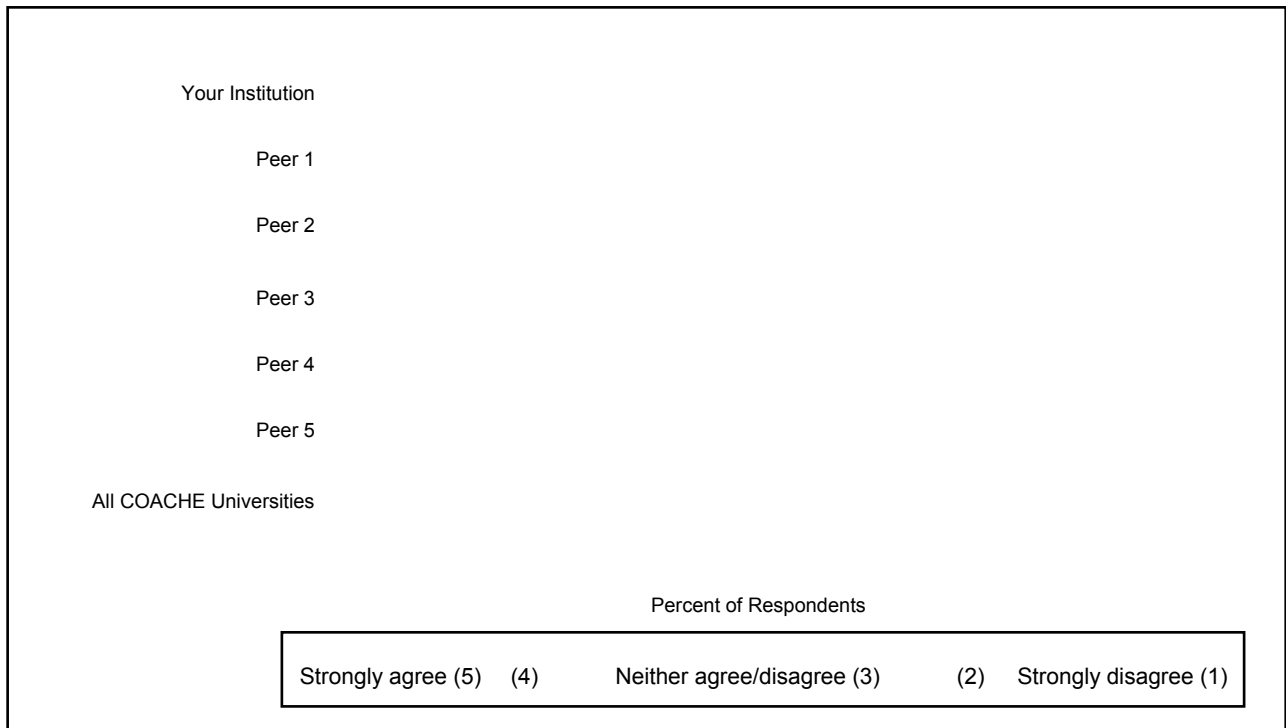 Your Institution
Peer 1
Peer 2
Peer 3
Peer 4
Peer 5
All COACHE Universities
Percent of Respondents
Strongly agree (5) (4) Neither agree/disagree (3) (2) Strongly disagree (1)